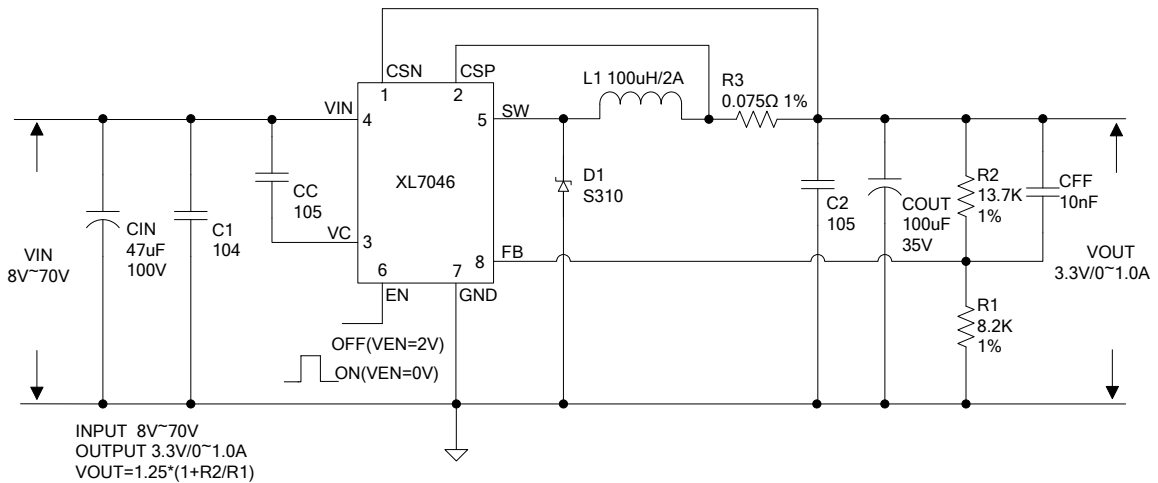 CSN
CSP
1
2
L1 100uH/2A
R3
0.075Ω 1%
VIN
4
5
SW
XL7046
CC
105
D1
S310
C2
105
COUT
100uF
35V
R2
13.7K
1%
CFF
10nF
CIN
47uF
100V
C1
104
VC
3
8
FB
VIN
8V~70V
VOUT
3.3V/0~1.0A
6
7
EN
GND
R1
8.2K
1%
OFF(VEN=2V)
ON(VEN=0V)
INPUT 8V~70V
OUTPUT 3.3V/0~1.0A
VOUT=1.25*(1+R2/R1)